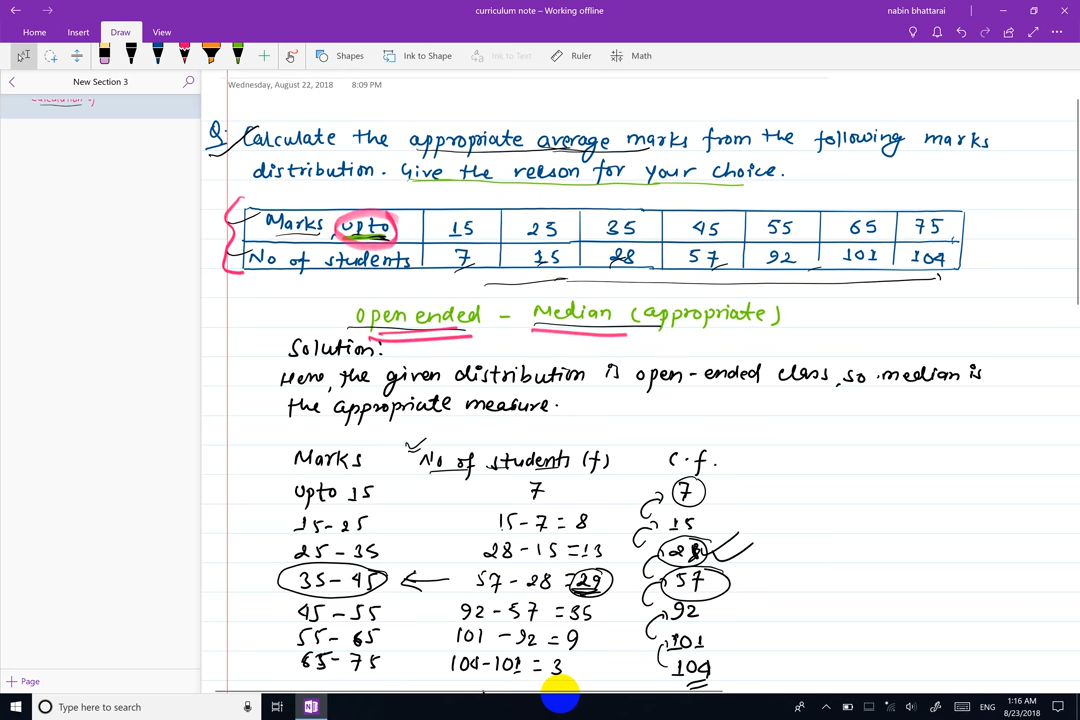 curriculum note – Working offline
nabin bhattarai
Home Insert Draw View
Shapes Ink to Shape Ink to Text Ruler Math
New Section 3
Wednesday, August 22, 2018 8:09 PM
Q. Calculate the appropriate average marks from the following marks
distribution. Give the reason for your choice.
Marks upto 15 25 35 45 55 65 75
No of students 7 15 28 57 92 101 104
Open ended - Median (appropriate)
Solution:
Here, the given distribution is open-ended class, so median is
the appropriate measure.
Marks No of students (f) c.f.
Upto 15 7 7
15-25 15-7=8 15
25-35 28-15=13 28
35-45 57-28=29 57
45-55 92-57=35 92
55-65 101-92=9 101
65-75 104-101=3 104
Page
Type here to search
ENG
1:16 AM
8/23/2018